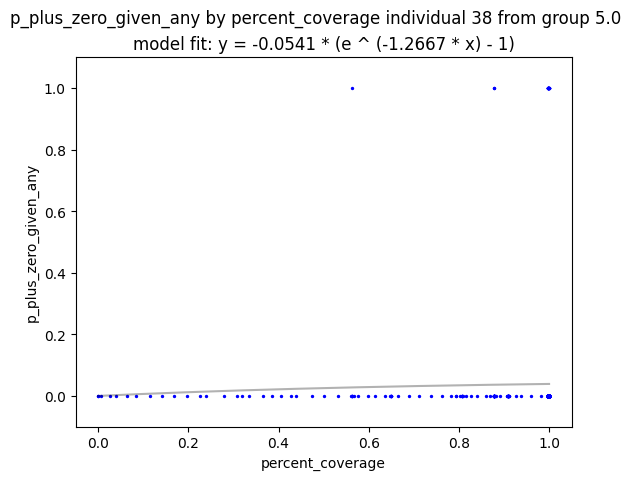 p_plus_zero_given_any by percent_coverage individual 38 from group 5.0
model fit: y = -0.0541 * (e ^ (-1.2667 * x) - 1)
1.0
0.8
0.6
0.4
0.2
0.0
p_plus_zero_given_any
0.0 0.2 0.4 0.6 0.8 1.0
percent_coverage